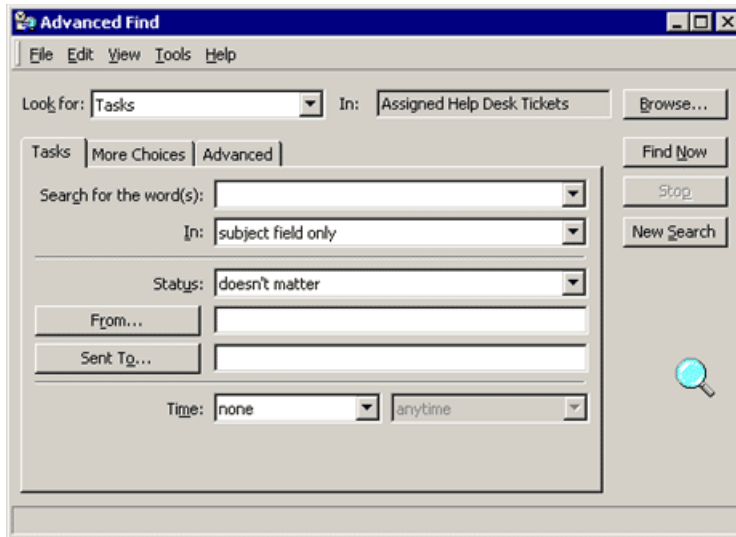 Advanced Find
File Edit View Tools Help
Look for: Tasks In: Assigned Help Desk Tickets Browse...
Tasks More Choices Advanced Find Now
Search for the word(s): Stop
In: subject field only New Search
Status: doesn't matter
From...
Sent To...
Time: none anytime